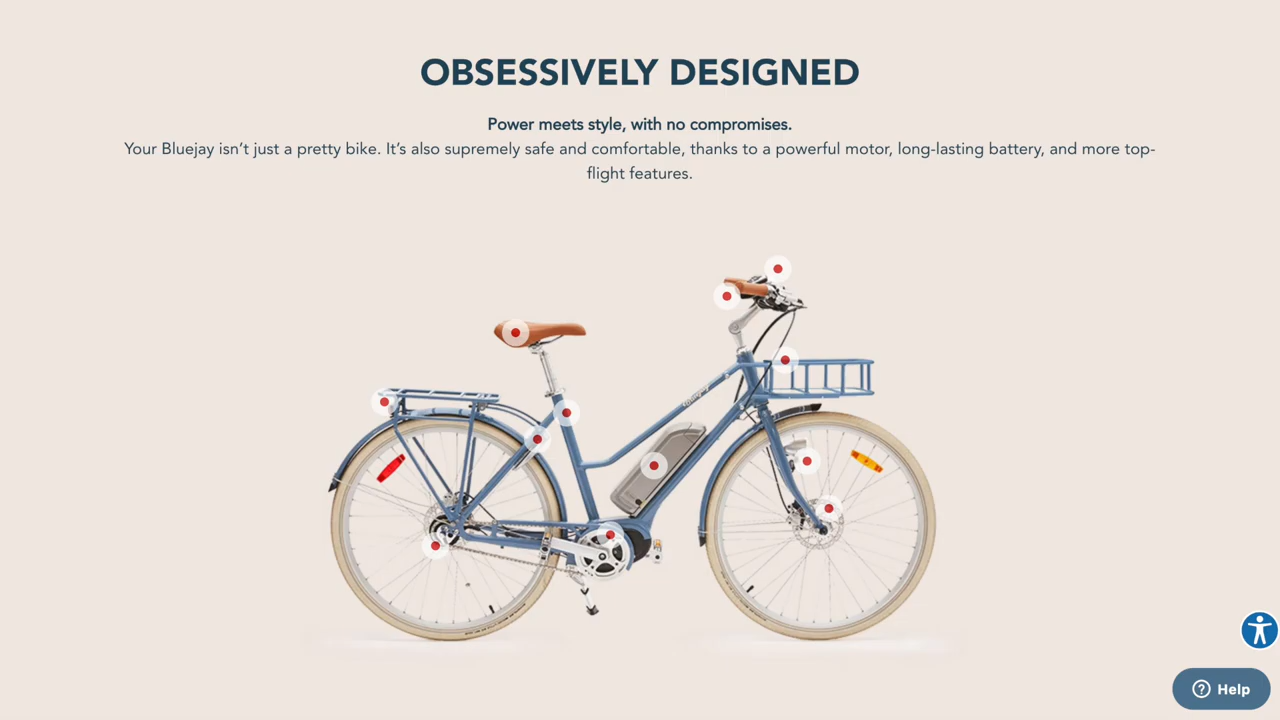 OBSESSIVELY DESIGNED
Power meets style, with no compromises.
Your Bluejay isn’t just a pretty bike. It’s also supremely safe and comfortable, thanks to a powerful motor, long-lasting battery, and more top-
flight features.
Help